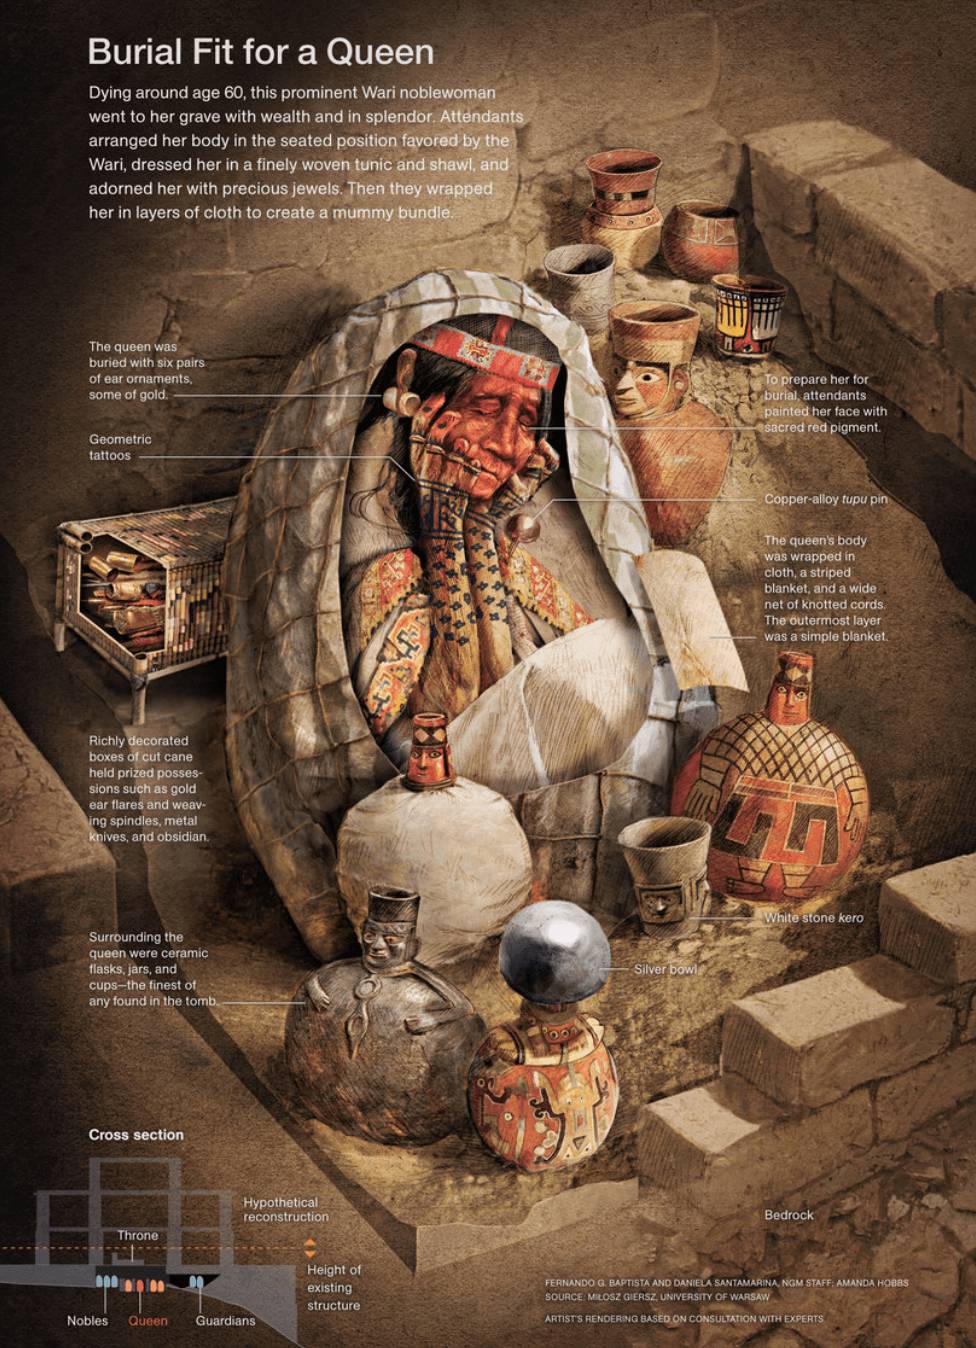 Burial Fit for a Queen
Dying around age 60, this prominent Wari noblewoman
went to her grave with wealth and in splendor. Attendants
arranged her body in the seated position favored by the
Wari, dressed her in a finely woven tunic and shawl, and
adorned her with precious jewels. Then they wrapped
her in layers of cloth to create a mummy bundle.
The queen was
buried with six pairs
of ear ornaments,
some of gold.
Geometric
tattoos
To prepare her for
burial, attendants
painted her face with
sacred red pigment.
Copper-alloy tupu pin
The queen's body
was wrapped in
cloth, a striped
blanket, and a wide
net of knotted cords.
The outermost layer
was a simple blanket.
Richly decorated
boxes of cut cane
held prized posses-
sions such as gold
ear flares and weav-
ing spindles, metal
knives, and obsidian.
White stone kero
Surrounding the
queen were ceramic
flasks, jars, and
cups—the finest of
any found in the tomb.
Silver bowl
Cross section
Hypothetical
reconstruction
Throne
Height of
existing
structure
Nobles
Queen
Guardians
Bedrock
FERNANDO G. BAPTISTA AND DANIELA SANTAMARINA, NGM STAFF; AMANDA HOBBS
SOURCE: MIŁOSZ GIERSZ, UNIVERSITY OF WARSAW
ARTIST'S RENDERING BASED ON CONSULTATION WITH EXPERTS